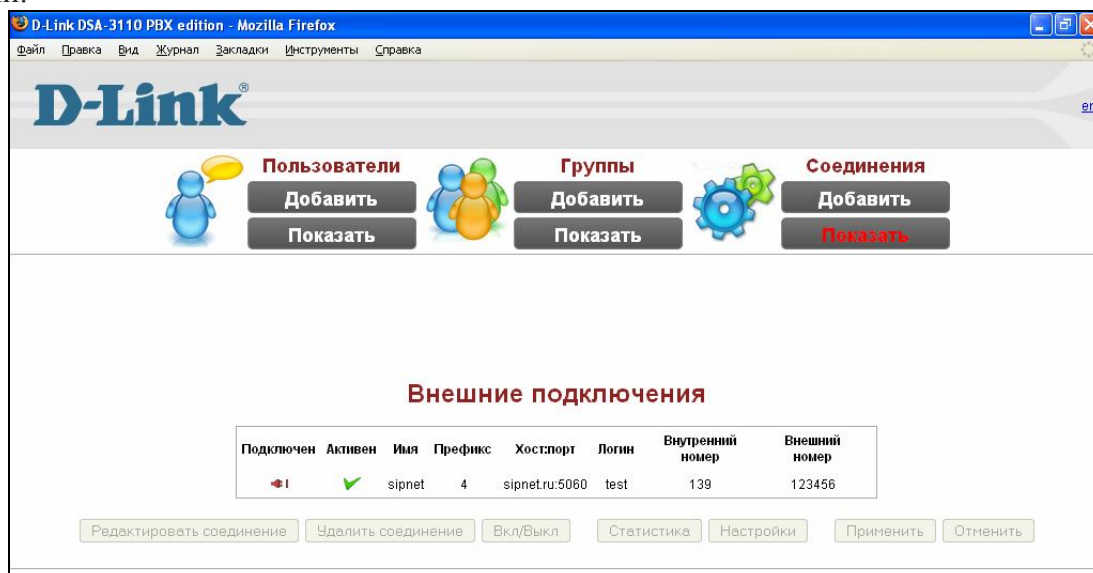 D-Link DSA-3110 PBX edition - Mozilla Firefox
Файл Правка Вид Журнал Закладки Инструменты Справка
D-Link®
Пользователи Группы Соединения
Добавить Добавить Добавить
Показать Показать Показать
Внешние подключения
Подключен Активен Имя Префикс Хост:порт Логин Внутренний номер Внешний номер
sipnet 4 sipnet.ru:5060 test 139 123456
Редактировать соединение Удалить соединение Вкл/Выкл Статистика Настройки Применить Отменить